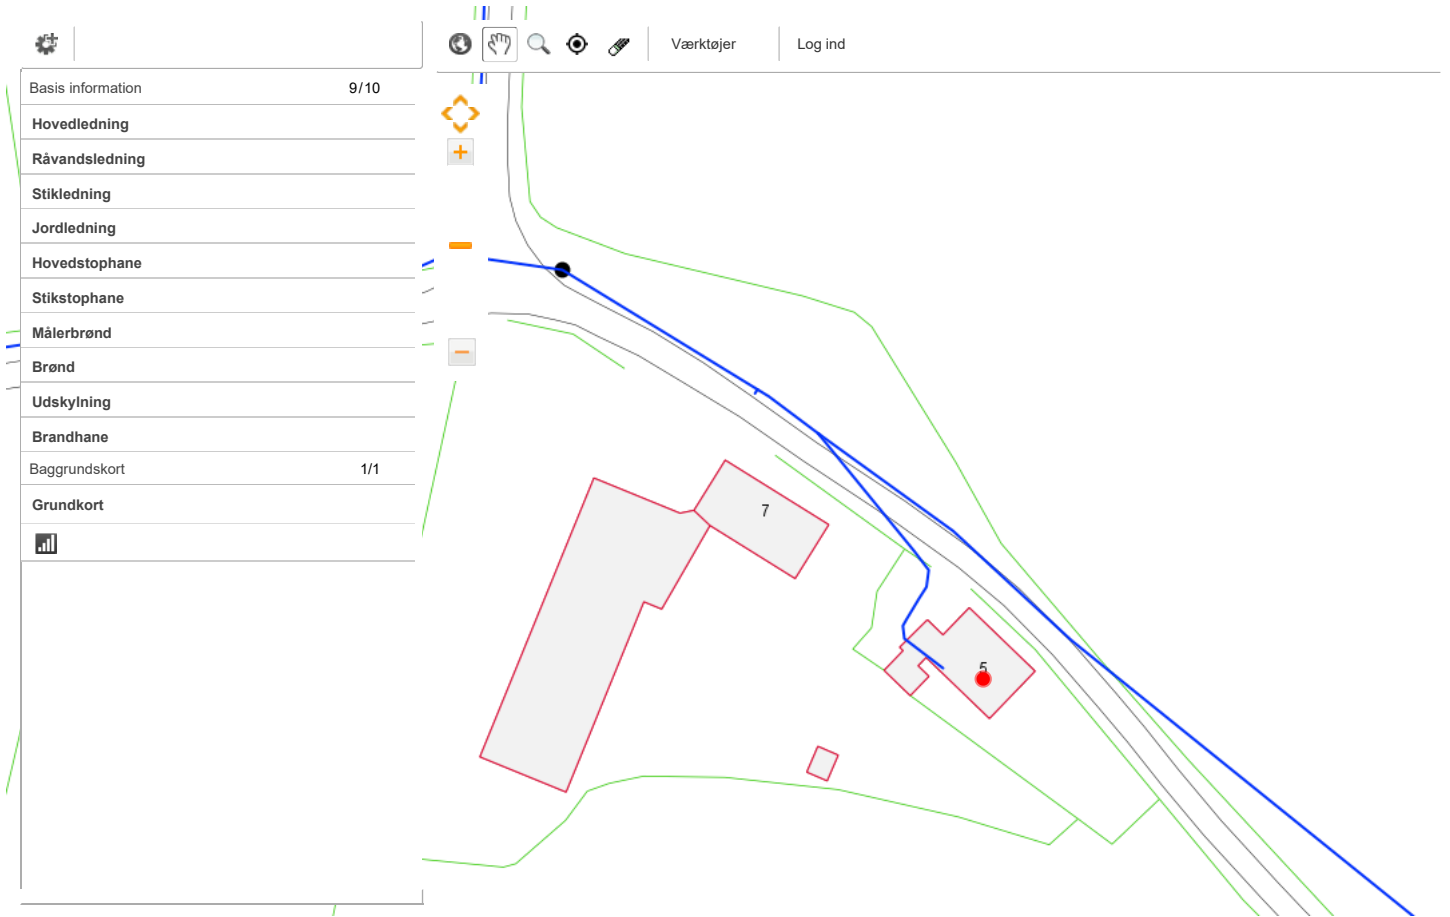 Værktøjer
Log ind
Basis information 9/10
Hovedledning
Råvandsledning
Stikledning
Jordledning
Hovedstophane
Stikstophane
Målerbrønd
Brønd
Udskylning
Brandhane
Baggrundskort 1/1
Grundkort
7
5